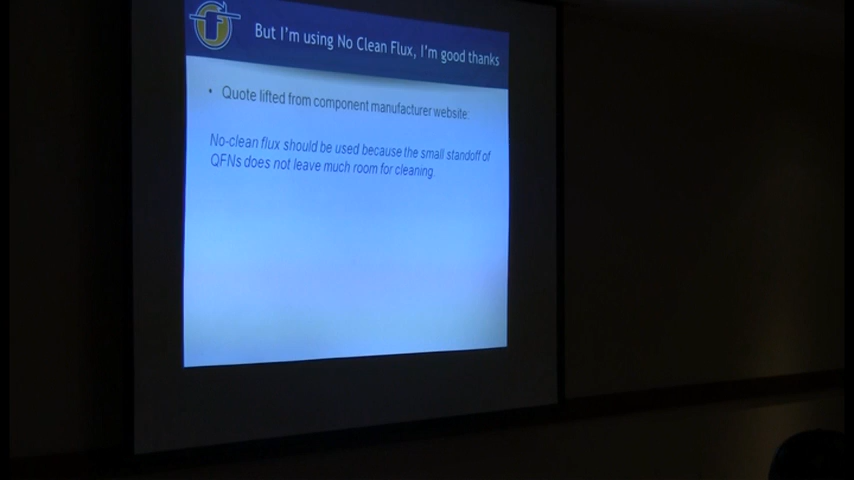 f
But I'm using No Clean Flux, I'm good thanks
• Quote lifted from component manufacturer website:
No-clean flux should be used because the small standoff of
QFNs does not leave much room for cleaning.